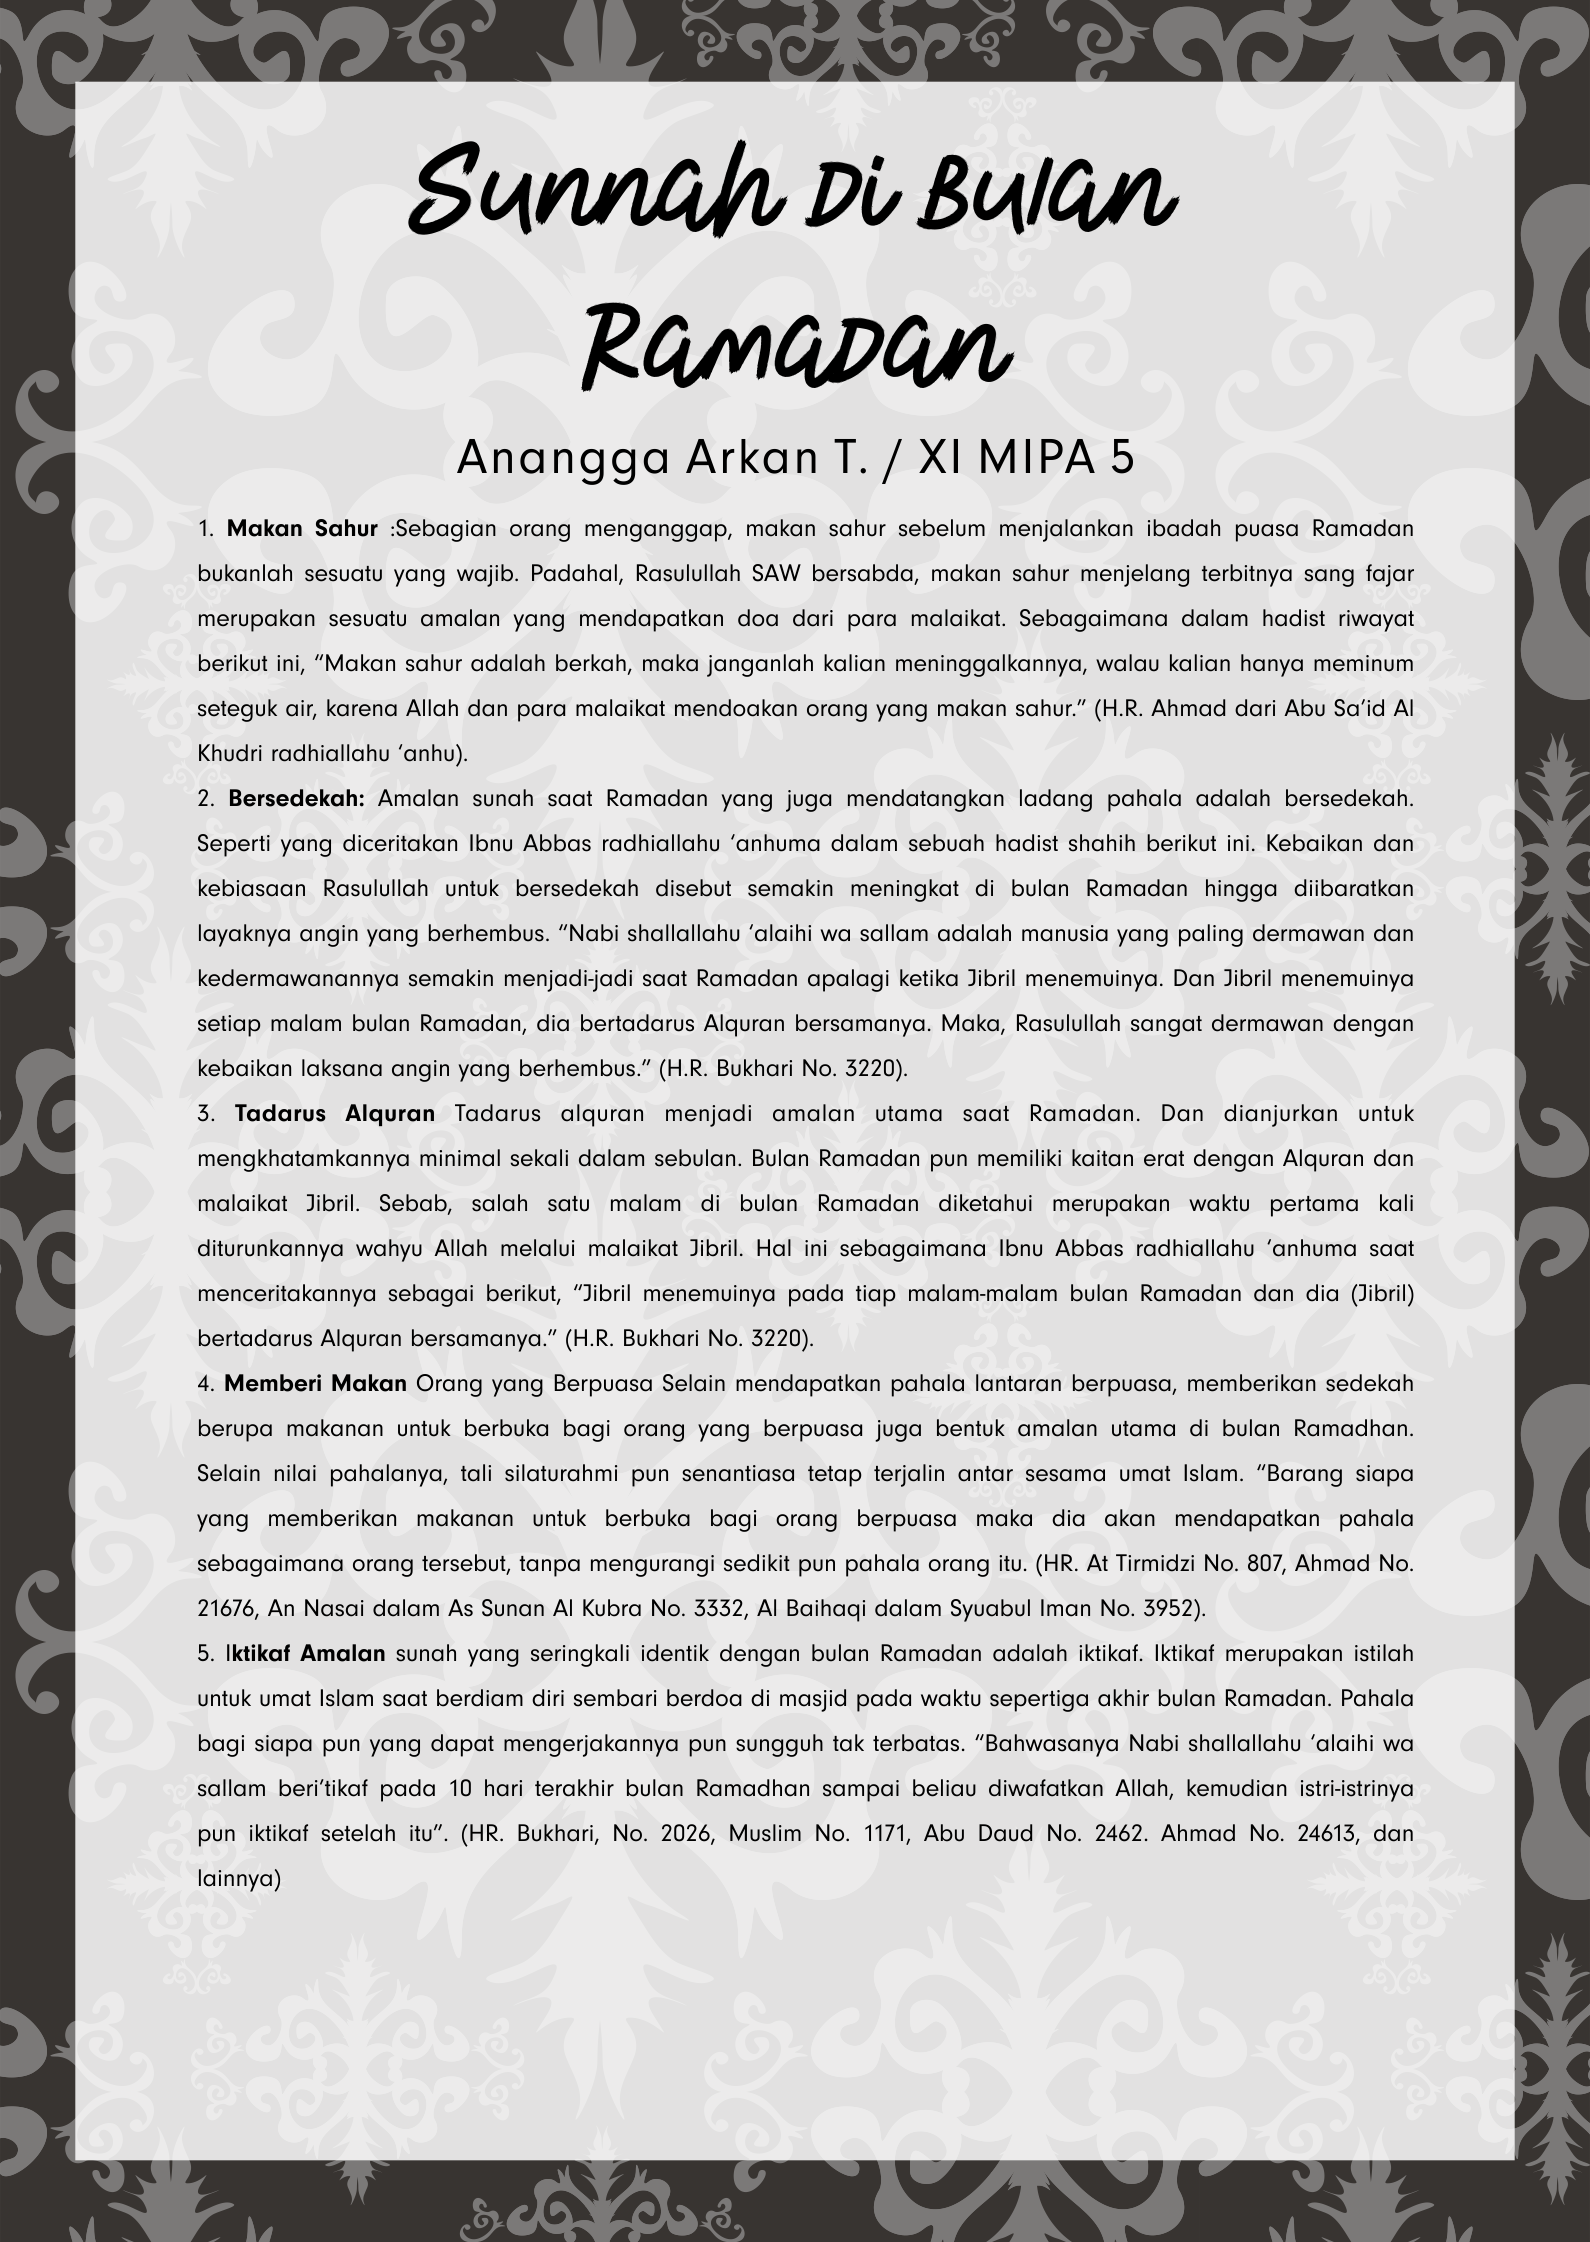 Sunnah Di Bulan
Ramadan
Anangga Arkan T. / XI MIPA 5
1. Makan Sahur :Sebagian orang menganggap, makan sahur sebelum menjalankan ibadah puasa Ramadan
bukanlah sesuatu yang wajib. Padahal, Rasulullah SAW bersabda, makan sahur menjelang terbitnya sang fajar
merupakan sesuatu amalan yang mendapatkan doa dari para malaikat. Sebagaimana dalam hadist riwayat
berikut ini, “Makan sahur adalah berkah, maka janganlah kalian meninggalkannya, walau kalian hanya meminum
seteguk air, karena Allah dan para malaikat mendoakan orang yang makan sahur.” (H.R. Ahmad dari Abu Sa’id Al
Khudri radhiallahu ‘anhu).
2. Bersedekah: Amalan sunah saat Ramadan yang juga mendatangkan ladang pahala adalah bersedekah.
Seperti yang diceritakan Ibnu Abbas radhiallahu ‘anhuma dalam sebuah hadist shahih berikut ini. Kebaikan dan
kebiasaan Rasulullah untuk bersedekah disebut semakin meningkat di bulan Ramadan hingga diibaratkan
layaknya angin yang berhembus. “Nabi shallallahu ‘alaihi wa sallam adalah manusia yang paling dermawan dan
kedermawanannya semakin menjadi-jadi saat Ramadan apalagi ketika Jibril menemuinya. Dan Jibril menemuinya
setiap malam bulan Ramadan, dia bertadarus Alquran bersamanya. Maka, Rasulullah sangat dermawan dengan
kebaikan laksana angin yang berhembus.” (H.R. Bukhari No. 3220).
3. Tadarus Alquran Tadarus alquran menjadi amalan utama saat Ramadan. Dan dianjurkan untuk
mengkhatamkannya minimal sekali dalam sebulan. Bulan Ramadan pun memiliki kaitan erat dengan Alquran dan
malaikat Jibril. Sebab, salah satu malam di bulan Ramadan diketahui merupakan waktu pertama kali
diturunkannya wahyu Allah melalui malaikat Jibril. Hal ini sebagaimana Ibnu Abbas radhiallahu ‘anhuma saat
menceritakannya sebagai berikut, “Jibril menemuinya pada tiap malam-malam bulan Ramadan dan dia (Jibril)
bertadarus Alquran bersamanya.” (H.R. Bukhari No. 3220).
4. Memberi Makan Orang yang Berpuasa Selain mendapatkan pahala lantaran berpuasa, memberikan sedekah
berupa makanan untuk berbuka bagi orang yang berpuasa juga bentuk amalan utama di bulan Ramadhan.
Selain nilai pahalanya, tali silaturahmi pun senantiasa tetap terjalin antar sesama umat Islam. “Barang siapa
yang memberikan makanan untuk berbuka bagi orang berpuasa maka dia akan mendapatkan pahala
sebagaimana orang tersebut, tanpa mengurangi sedikit pun pahala orang itu. (HR. At Tirmidzi No. 807, Ahmad No.
21676, An Nasai dalam As Sunan Al Kubra No. 3332, Al Baihaqi dalam Syuabul Iman No. 3952).
5. Iktikaf Amalan sunah yang seringkali identik dengan bulan Ramadan adalah iktikaf. Iktikaf merupakan istilah
untuk umat Islam saat berdiam diri sembari berdoa di masjid pada waktu sepertiga akhir bulan Ramadan. Pahala
bagi siapa pun yang dapat mengerjakannya pun sungguh tak terbatas. “Bahwasanya Nabi shallallahu ‘alaihi wa
sallam beri’tikaf pada 10 hari terakhir bulan Ramadhan sampai beliau diwafatkan Allah, kemudian istri-istrinya
pun iktikaf setelah itu”. (HR. Bukhari, No. 2026, Muslim No. 1171, Abu Daud No. 2462. Ahmad No. 24613, dan
lainnya)